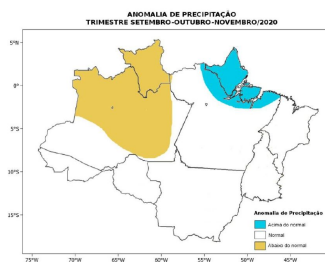 ANOMALIA DE PRECIPITAÇÃO
TRIMESTRE SETEMBRO-OUTUBRO-NOVEMBRO/2020
5°N
0°
5°S
10°S
15°S
Anomalia de Precipitação
Acima do normal
Normal
Abaixo do normal
75°W
70°W
65°W
60°W
55°W
50°W
45°W